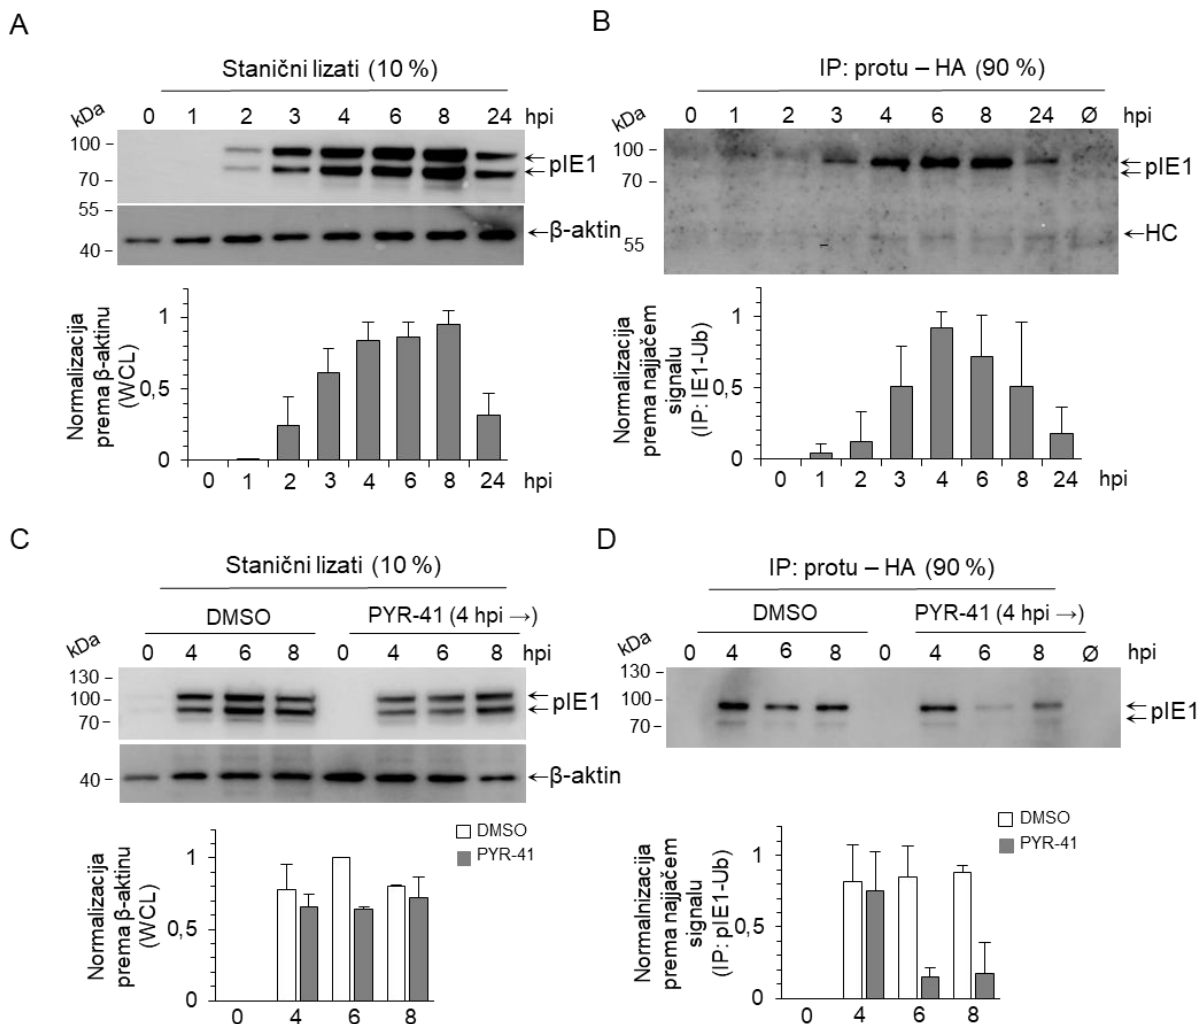 A
Stanični lizati (10 %)
kDa
0 1 2 3 4 6 8 24 hpi
100 –
70 –
55 –
40 –
← pIE1
←
←β-aktin
Normalizacija
prema β-aktinu
(WCL)
1
0,5
0
0 1 2 3 4 6 8 24 hpi
B
IP: protu – HA (90 %)
kDa
0 1 2 3 4 6 8 24 Ø hpi
100 –
70 –
55
← pIE1
←
←HC
Normalizacija
prema najjačem
signalu
(IP: IE1-Ub)
1
0,5
0
0 1 2 3 4 6 8 24 hpi
C
Stanični lizati (10 %)
DMSO PYR-41 (4 hpi →)
kDa
0 4 6 8 0 4 6 8 hpi
130 –
100 –
70 –
40 –
← pIE1
←
←β-aktin
DMSO
PYR-41
Normalizacija
prema β-aktinu
(WCL)
1
0,5
0
0 4 6 8
D
IP: protu – HA (90 %)
DMSO PYR-41 (4 hpi →)
kDa
0 4 6 8 0 4 6 8 Ø hpi
130 –
100 –
70 –
← pIE1
←
DMSO
PYR-41
Normalnizacija
prema najjačem
signalu
(IP: pIE1-Ub)
1
0,5
0
0 4 6 8